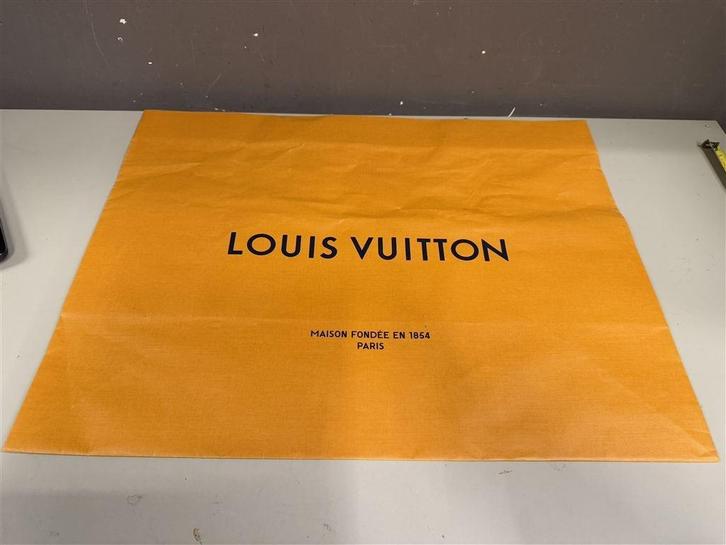 LOUIS VUITTON
MAISON FONDÉE EN 1854
PARIS